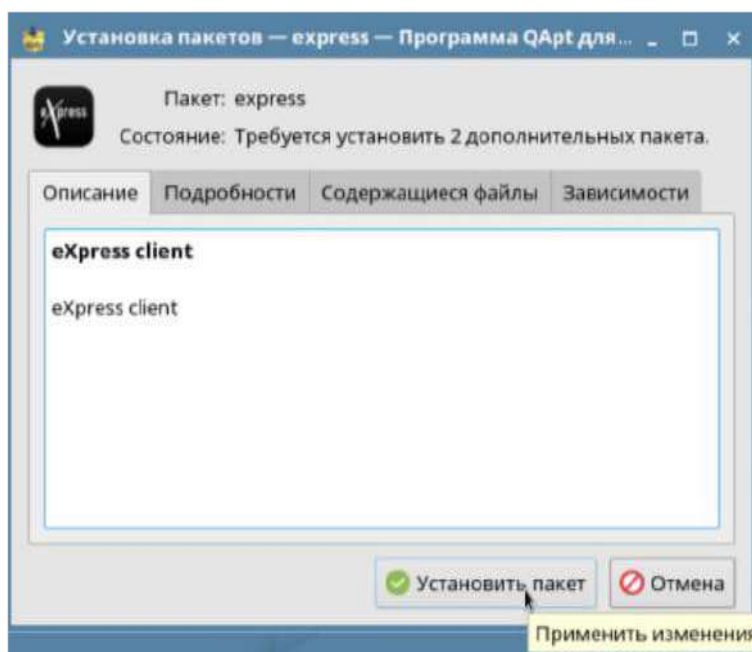 Установка пакетов — express — Программа QApt для...
eXpress
Пакет: express
Состояние: Требуется установить 2 дополнительных пакета.
Описание Подробности Содержащиеся файлы Зависимости
eXpress client
eXpress client
Установить пакет Отмена
Применить изменения